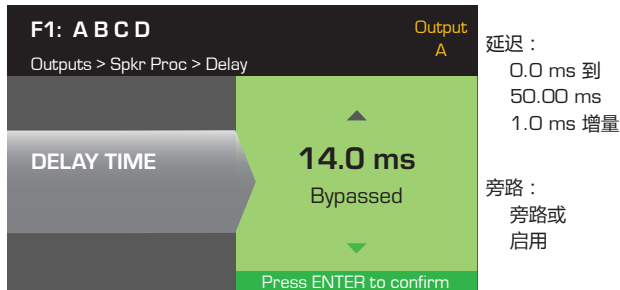 F1: A B C D
Output
A
Outputs > Spkr Proc > Delay
DELAY TIME
14.0 ms
Bypassed
Press ENTER to confirm
延迟：
0.0 ms 到
50.00 ms
1.0 ms 增量
旁路：
旁路或
启用